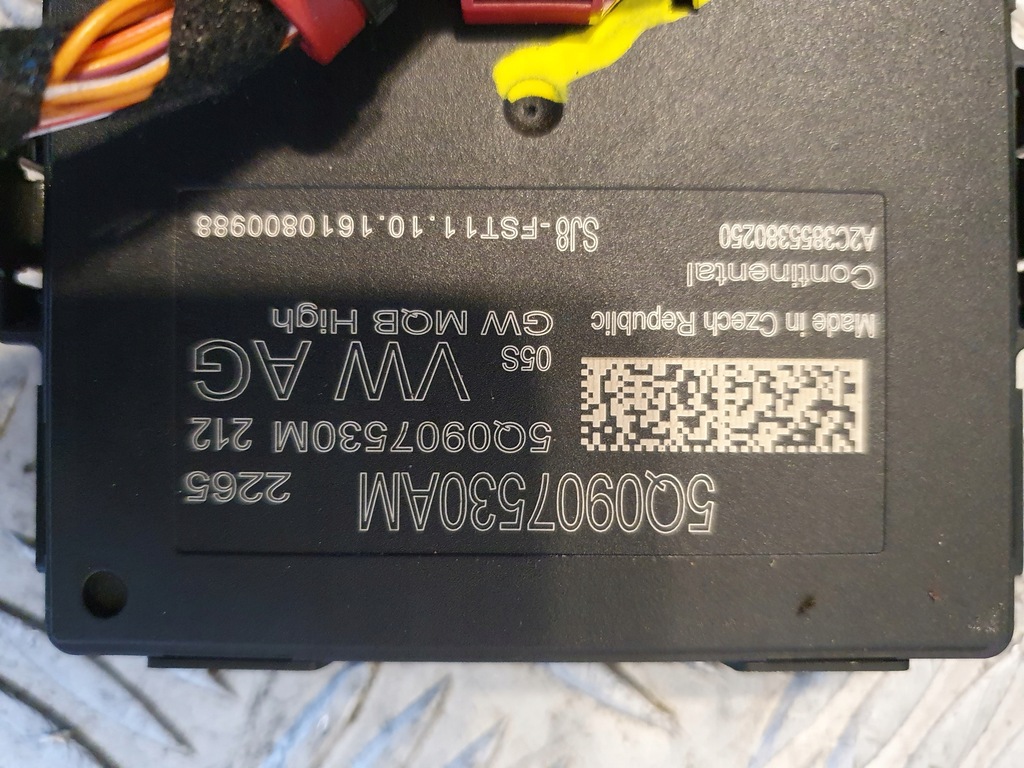 5Q0907530AM 2265
5Q0907530M 212
05S VW AG
GW MQB High
Made in Czech Republic
Continental
A2C3855380250 SJ8-FST11.10.1610800988